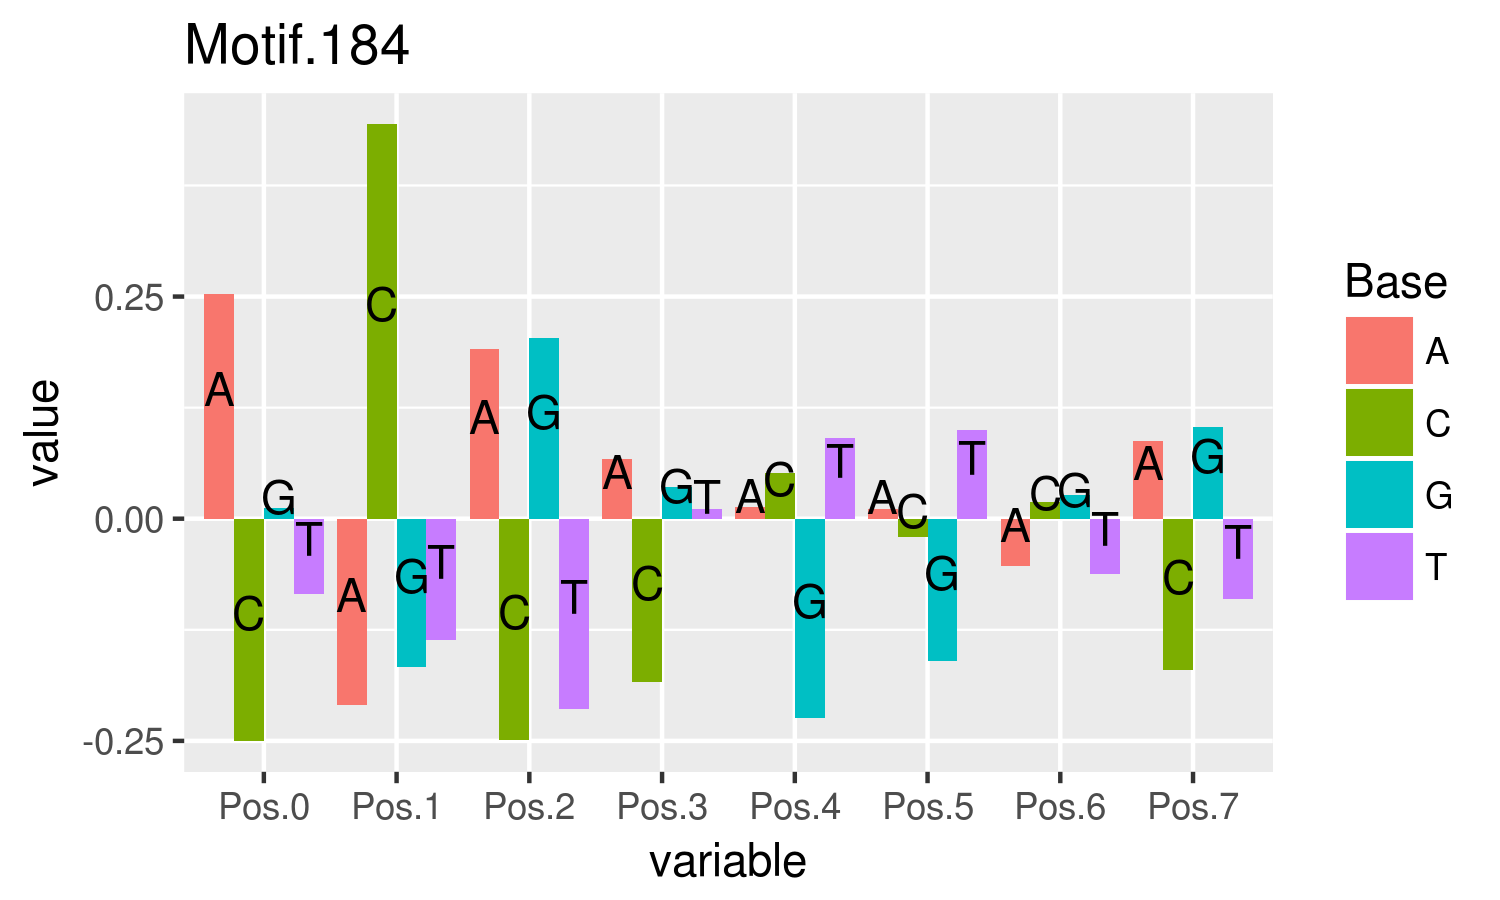 Motif.184
value
0.25
0.00
-0.25
A C G T
A C G T
A C G T
A C G T
A C G T
A C G T
A C G T
A C G T
Pos.0 Pos.1 Pos.2 Pos.3 Pos.4 Pos.5 Pos.6 Pos.7
variable
Base
A
C
G
T